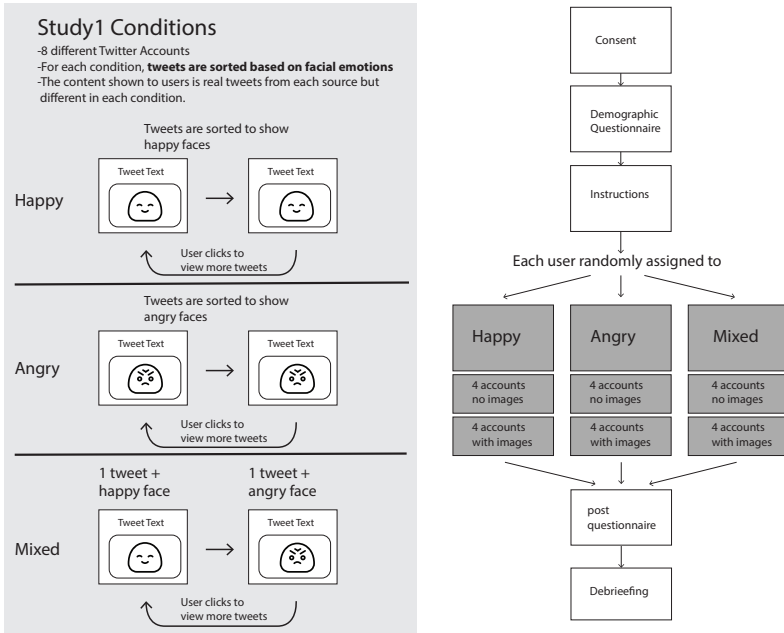 Study1 Conditions
-8 different Twitter Accounts
-For each condition, tweets are sorted based on facial emotions
-The content shown to users is real tweets from each source but
different in each condition.
Tweets are sorted to show
happy faces
Happy
Tweet Text
Tweet Text
User clicks to
view more tweets
Tweets are sorted to show
angry faces
Angry
Tweet Text
Tweet Text
User clicks to
view more tweets
1 tweet +
happy face
1 tweet +
angry face
Mixed
Tweet Text
Tweet Text
User clicks to
view more tweets
Consent
Demographic
Questionnaire
Instructions
Each user randomly assigned to
Happy
4 accounts
no images
4 accounts
with images
Angry
4 accounts
no images
4 accounts
with images
Mixed
4 accounts
no images
4 accounts
with images
post
questionnaire
Debrieefing